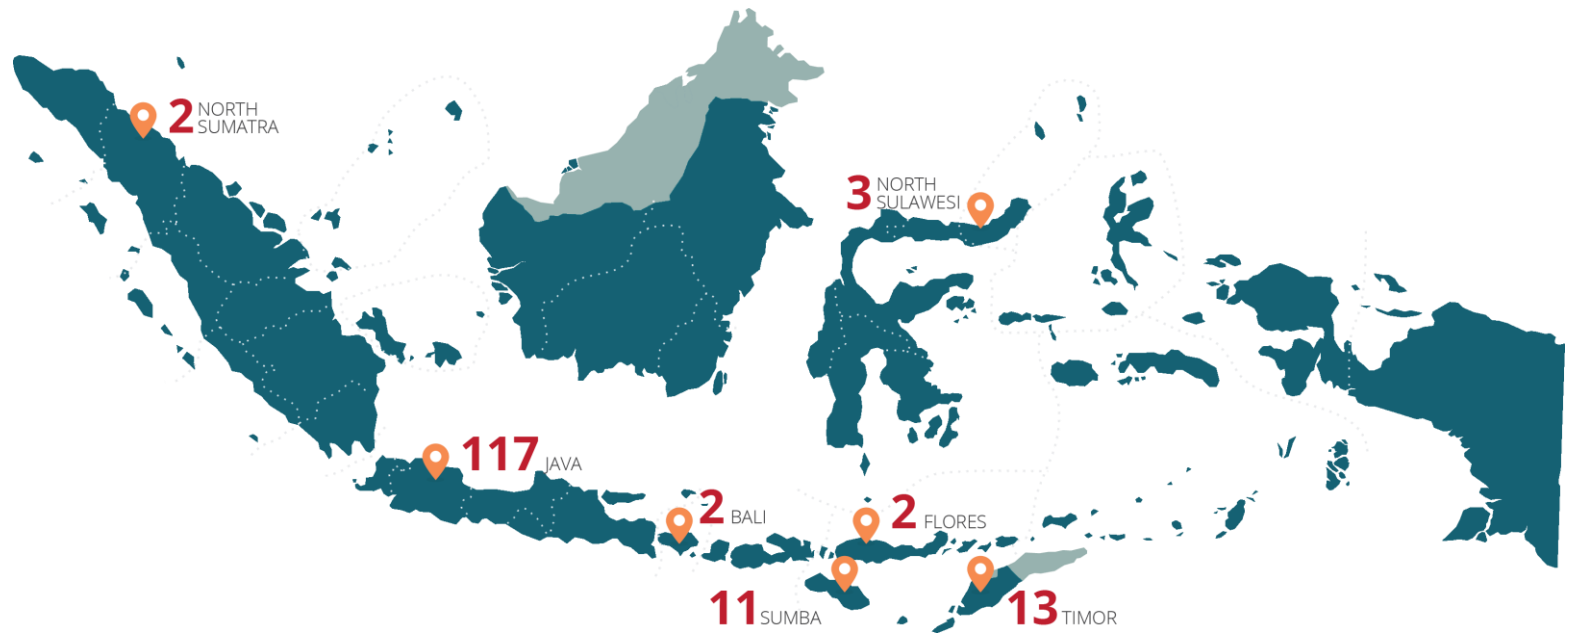 2 NORTH
SUMATRA
3 NORTH
SULAWESI
117 JAVA
2 BALI
2 FLORES
11 SUMBA
13 TIMOR